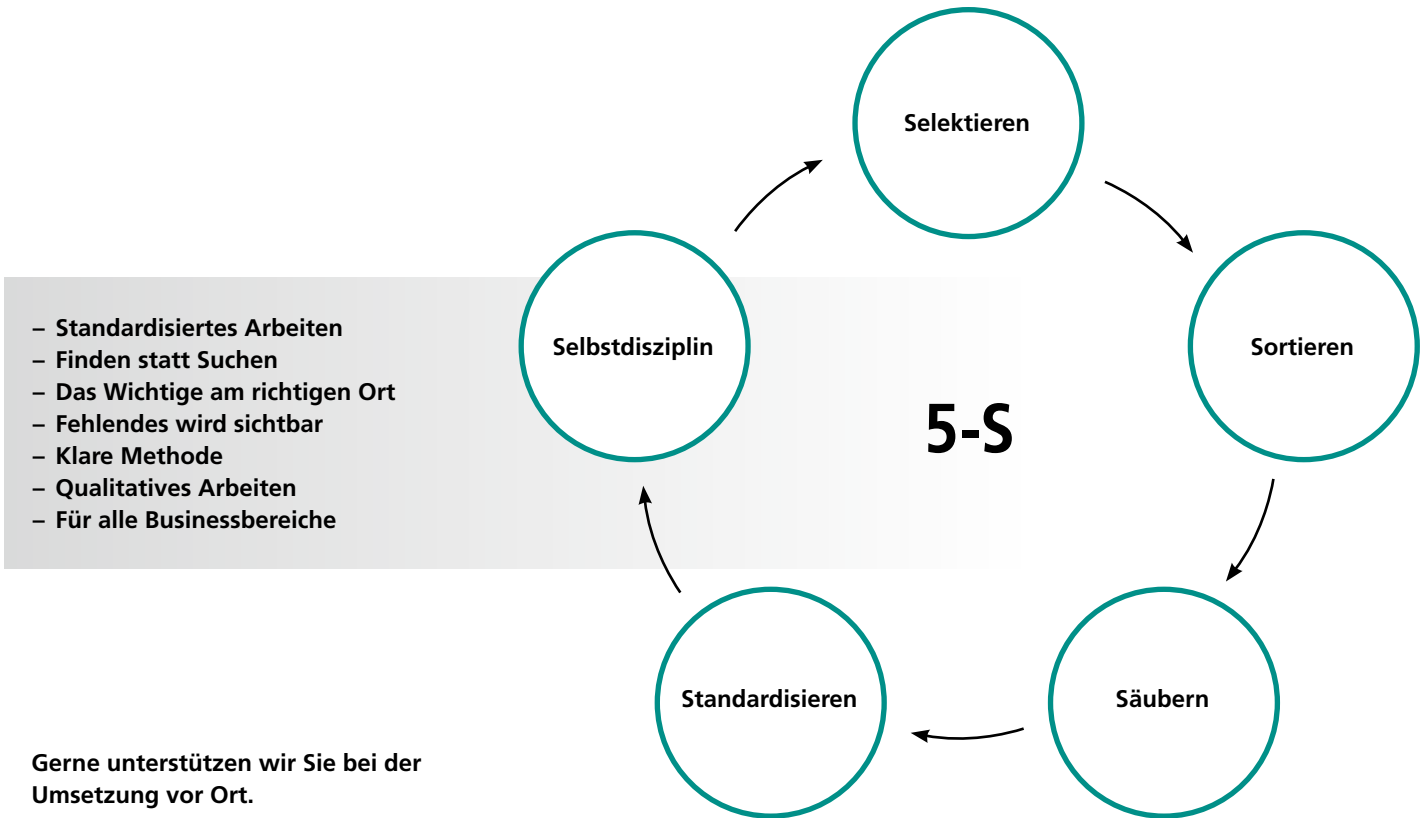 Selektieren
Sortieren
Säubern
Standardisieren
Selbstdisziplin
5-S
– Standardisiertes Arbeiten
– Finden statt Suchen
– Das Wichtige am richtigen Ort
– Fehlendes wird sichtbar
– Klare Methode
– Qualitatives Arbeiten
– Für alle Businessbereiche
Gerne unterstützen wir Sie bei der
Umsetzung vor Ort.